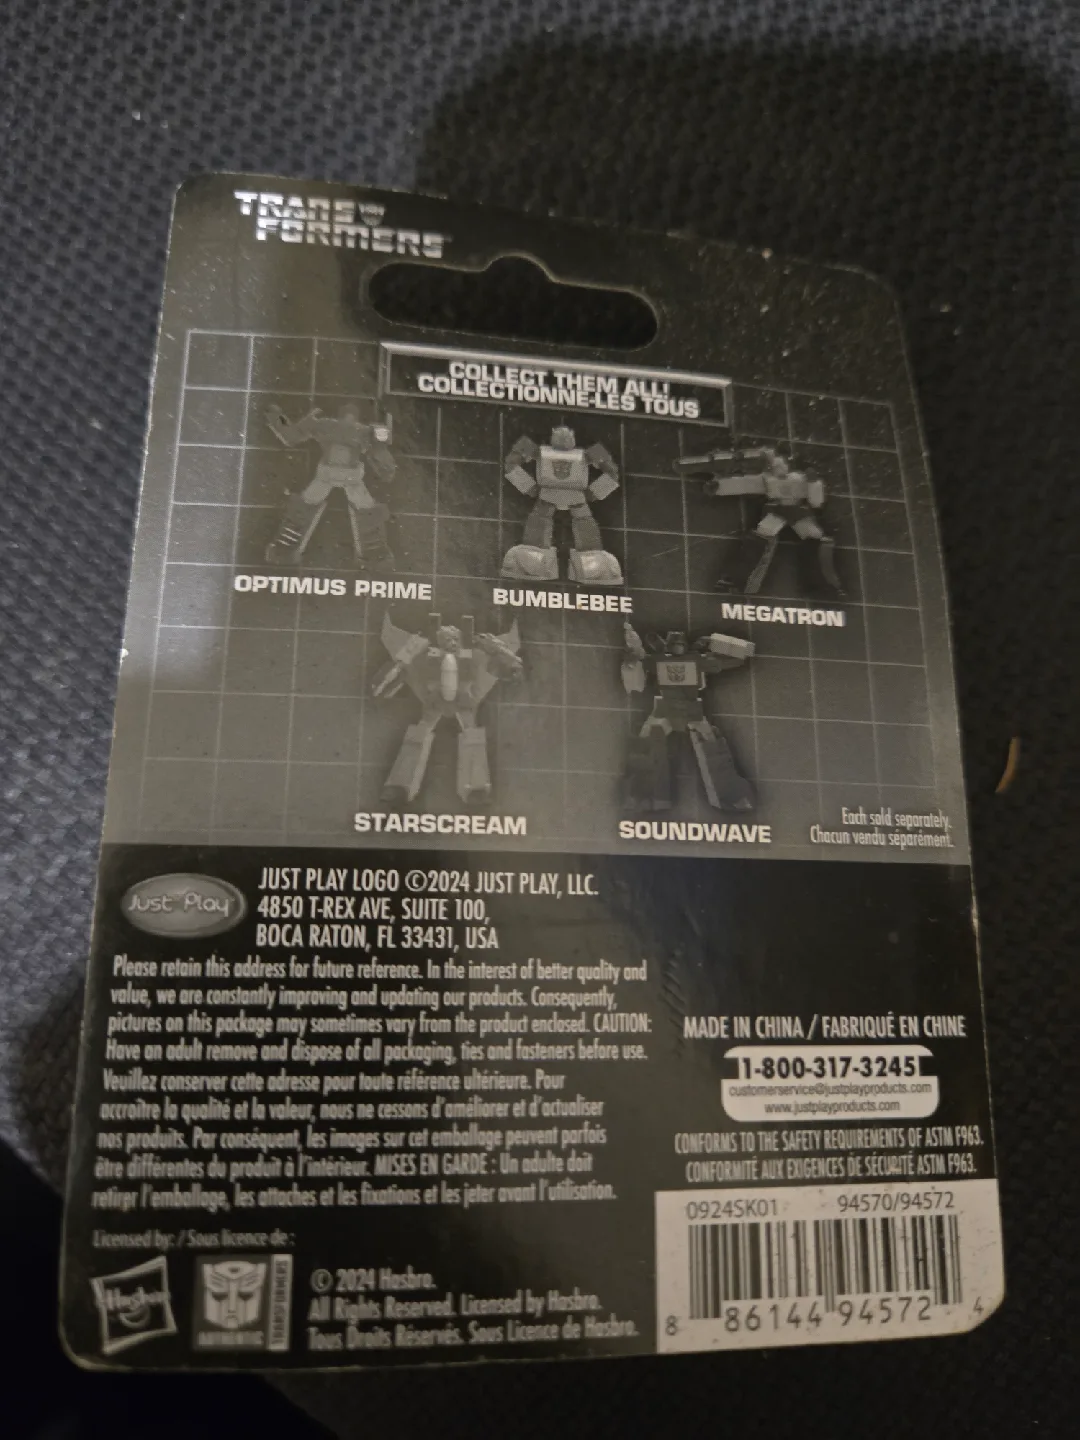 TRANS
FORMERS
COLLECT THEM ALL!
COLLECTIONNE-LES TOUS
OPTIMUS PRIME
BUMBLEBEE
MEGATRON
STARSCREAM
SOUNDWAVE
Each sold separately.
Chacun vendu séparément.
Just Play
JUST PLAY LOGO ©2024 JUST PLAY, LLC.
4850 T-REX AVE, SUITE 100,
BOCA RATON, FL 33431, USA
Please retain this address for future reference. In the interest of better quality and
value, we are constantly improving and updating our products. Consequently,
pictures on this package may sometimes vary from the product enclosed. CAUTION:
Have an adult remove and dispose of all packaging, ties and fasteners before use.
Veuillez conserver cette adresse pour toute référence ultérieure. Pour
accroître la qualité et la valeur, nous ne cessons d'améliorer et d'actualiser
nos produits. Par conséquent, les images sur cet emballage peuvent parfois
être différentes du produit à l'intérieur. MISES EN GARDE : Un adulte doit
retirer l'emballage, les attaches et les fixations et les jeter avant l'utilisation.
MADE IN CHINA / FABRIQUÉ EN CHINE
1-800-317-3245
customerservice@justplayproducts.com
www.justplayproducts.com
CONFORMS TO THE SAFETY REQUIREMENTS OF ASTM F963.
CONFORMITÉ AUX EXIGENCES DE SÉCURITÉ ASTM F963.
0924SK01 94570/94572
8 86144 94572 4
Licensed by: / Sous licence de :
Hasbro
AUTHENTIC
TRANSFORMERS
© 2024 Hasbro.
All Rights Reserved. Licensed by Hasbro.
Tous Droits Réservés. Sous Licence de Hasbro.